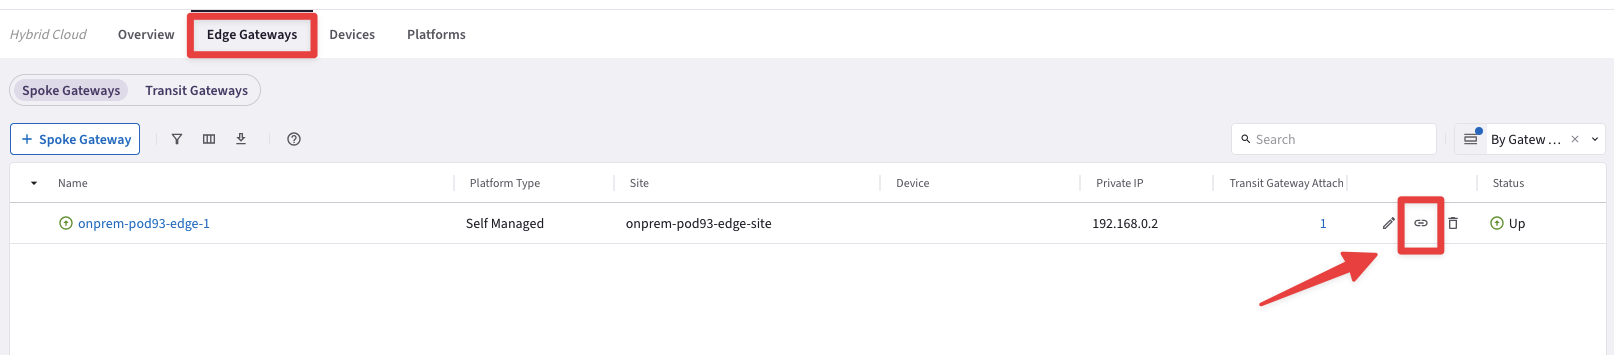 Hybrid Cloud Overview Edge Gateways Devices Platforms
Spoke Gateways Transit Gateways
+ Spoke Gateway Search By Gatew ...
Name Platform Type Site Device Private IP Transit Gateway Attach Status
onprem-pod93-edge-1 Self Managed onprem-pod93-edge-site 192.168.0.2 1 Up